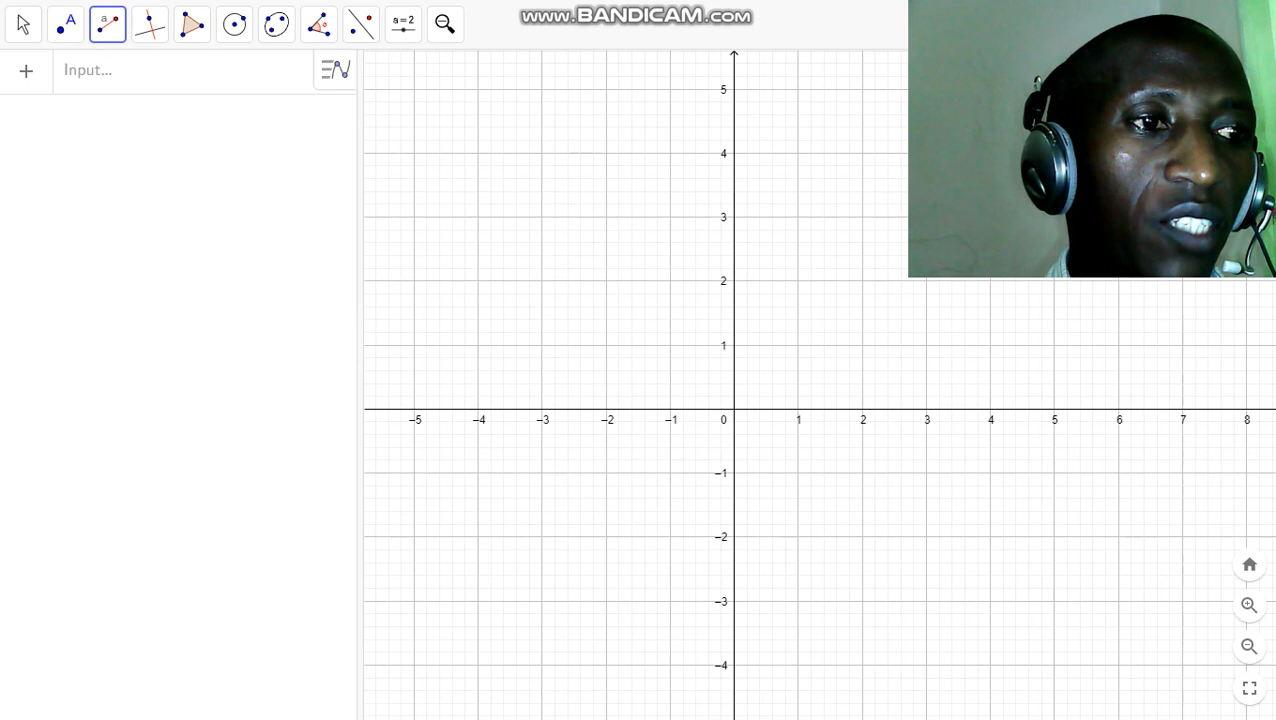 www.BANDICAM.com
A
a
α
a=2
+ Input...
5
4
3
2
1
–5 –4 –3 –2 –1 0 1 2 3 4 5 6 7 8
–1
–2
–3
–4